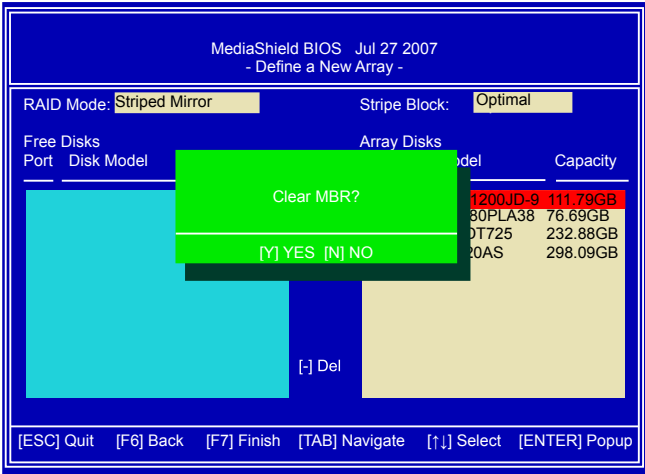 MediaShield BIOS Jul 27 2007
- Define a New Array -
RAID Mode: Striped Mirror Stripe Block: Optimal
Free Disks Array Disks
Port Disk Model Capacity
Clear MBR?
1200JD-9 111.79GB
80PLA38 76.69GB
T725 232.88GB
[Y] YES [N] NO 20AS 298.09GB
[-] Del
[ESC] Quit [F6] Back [F7] Finish [TAB] Navigate [↑↓] Select [ENTER] Popup